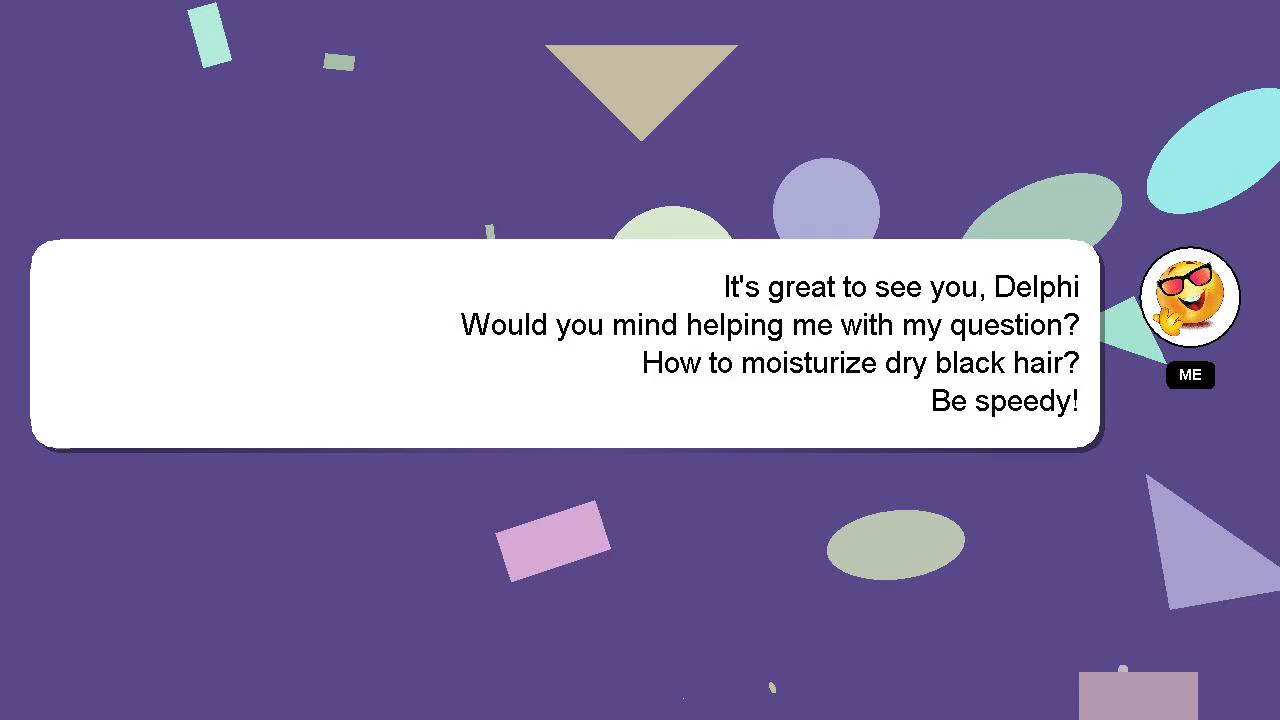 It's great to see you, Delphi
Would you mind helping me with my question?
How to moisturize dry black hair?
Be speedy!
ME